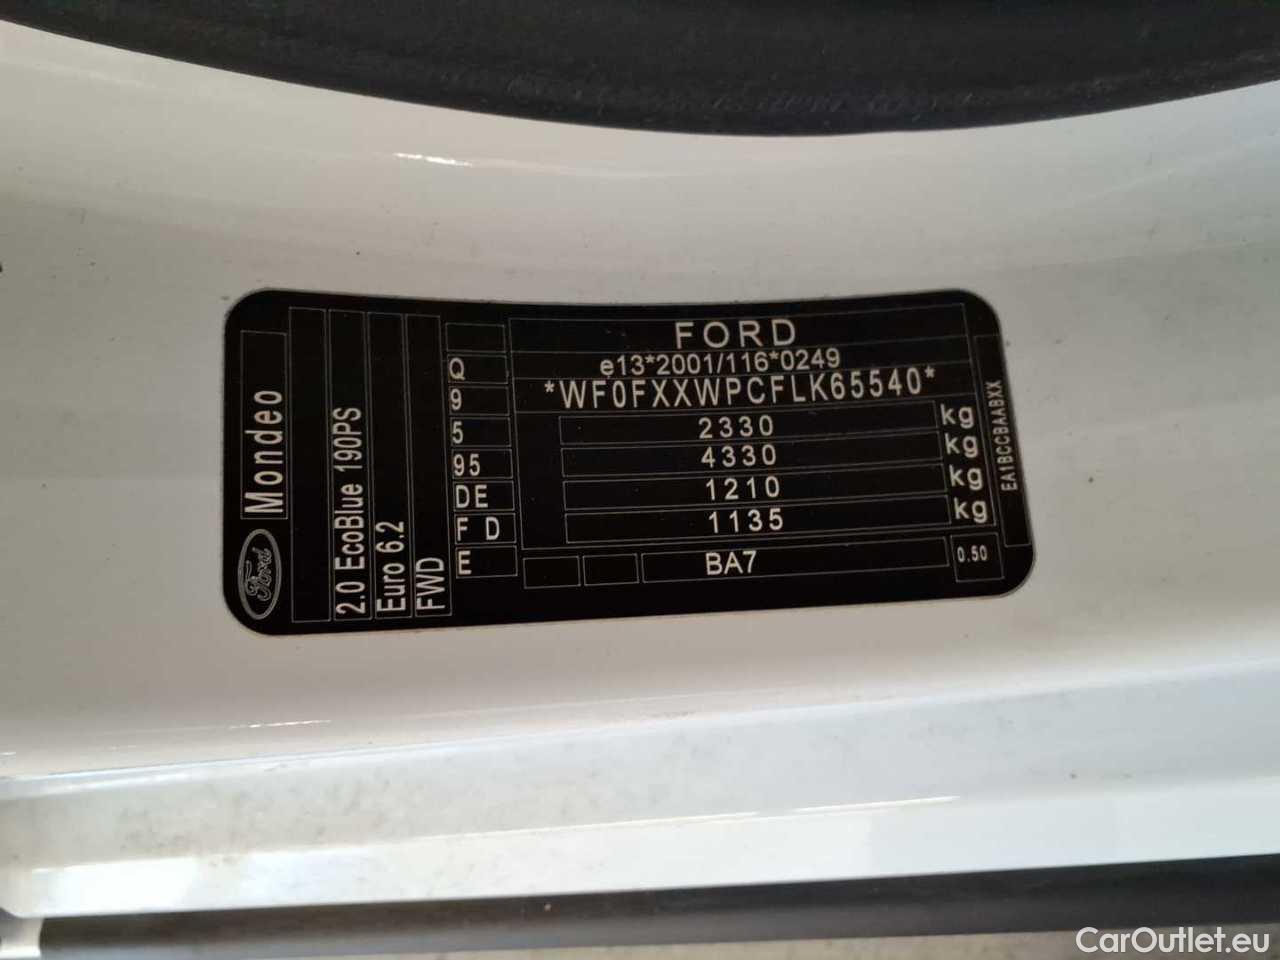 FORD
e13*2001/116*0249
*WF0FXXWPCFLK65540*
2330 kg
4330 kg
1210 kg
1135 kg
BA7
0.50
EA1BCCBAABXX
Q
9
5
95
DE
F D
E
Ford
Mondeo
2.0 EcoBlue 190PS
Euro 6.2
FWD
CarOutlet.eu